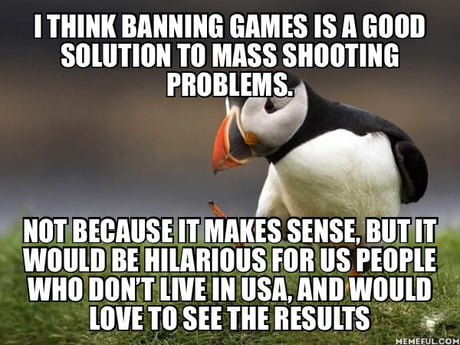 I THINK BANNING GAMES IS A GOOD
SOLUTION TO MASS SHOOTING
PROBLEMS.
NOT BECAUSE IT MAKES SENSE, BUT IT
WOULD BE HILARIOUS FOR US PEOPLE
WHO DON'T LIVE IN USA, AND WOULD
LOVE TO SEE THE RESULTS
MEMEFUL.COM